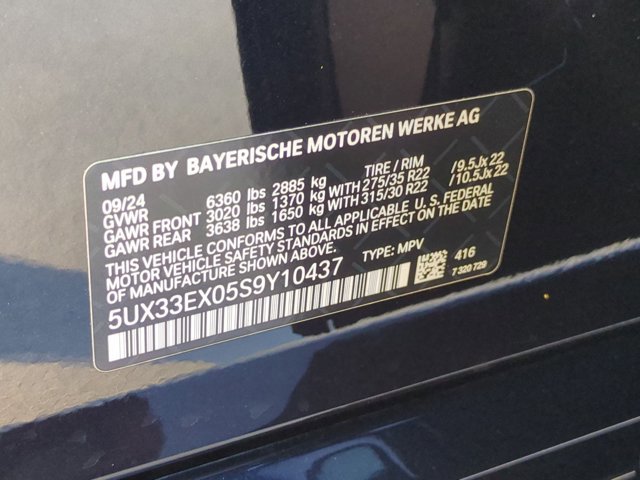 MFD BY BAYERISCHE MOTOREN WERKE AG
09/24 TIRE / RIM
GVWR 6360 lbs 2885 kg
GAWR FRONT 3020 lbs 1370 kg WITH 275/35 R22 /9.5Jx22
GAWR REAR 3638 lbs 1650 kg WITH 315/30 R22 /10.5Jx22
THIS VEHICLE CONFORMS TO ALL APPLICABLE U. S. FEDERAL
MOTOR VEHICLE SAFETY STANDARDS IN EFFECT ON THE DATE
OF MANUFACTURE SHOWN ABOVE.
5UX33EX05S9Y10437 TYPE: MPV 416
7 320 729